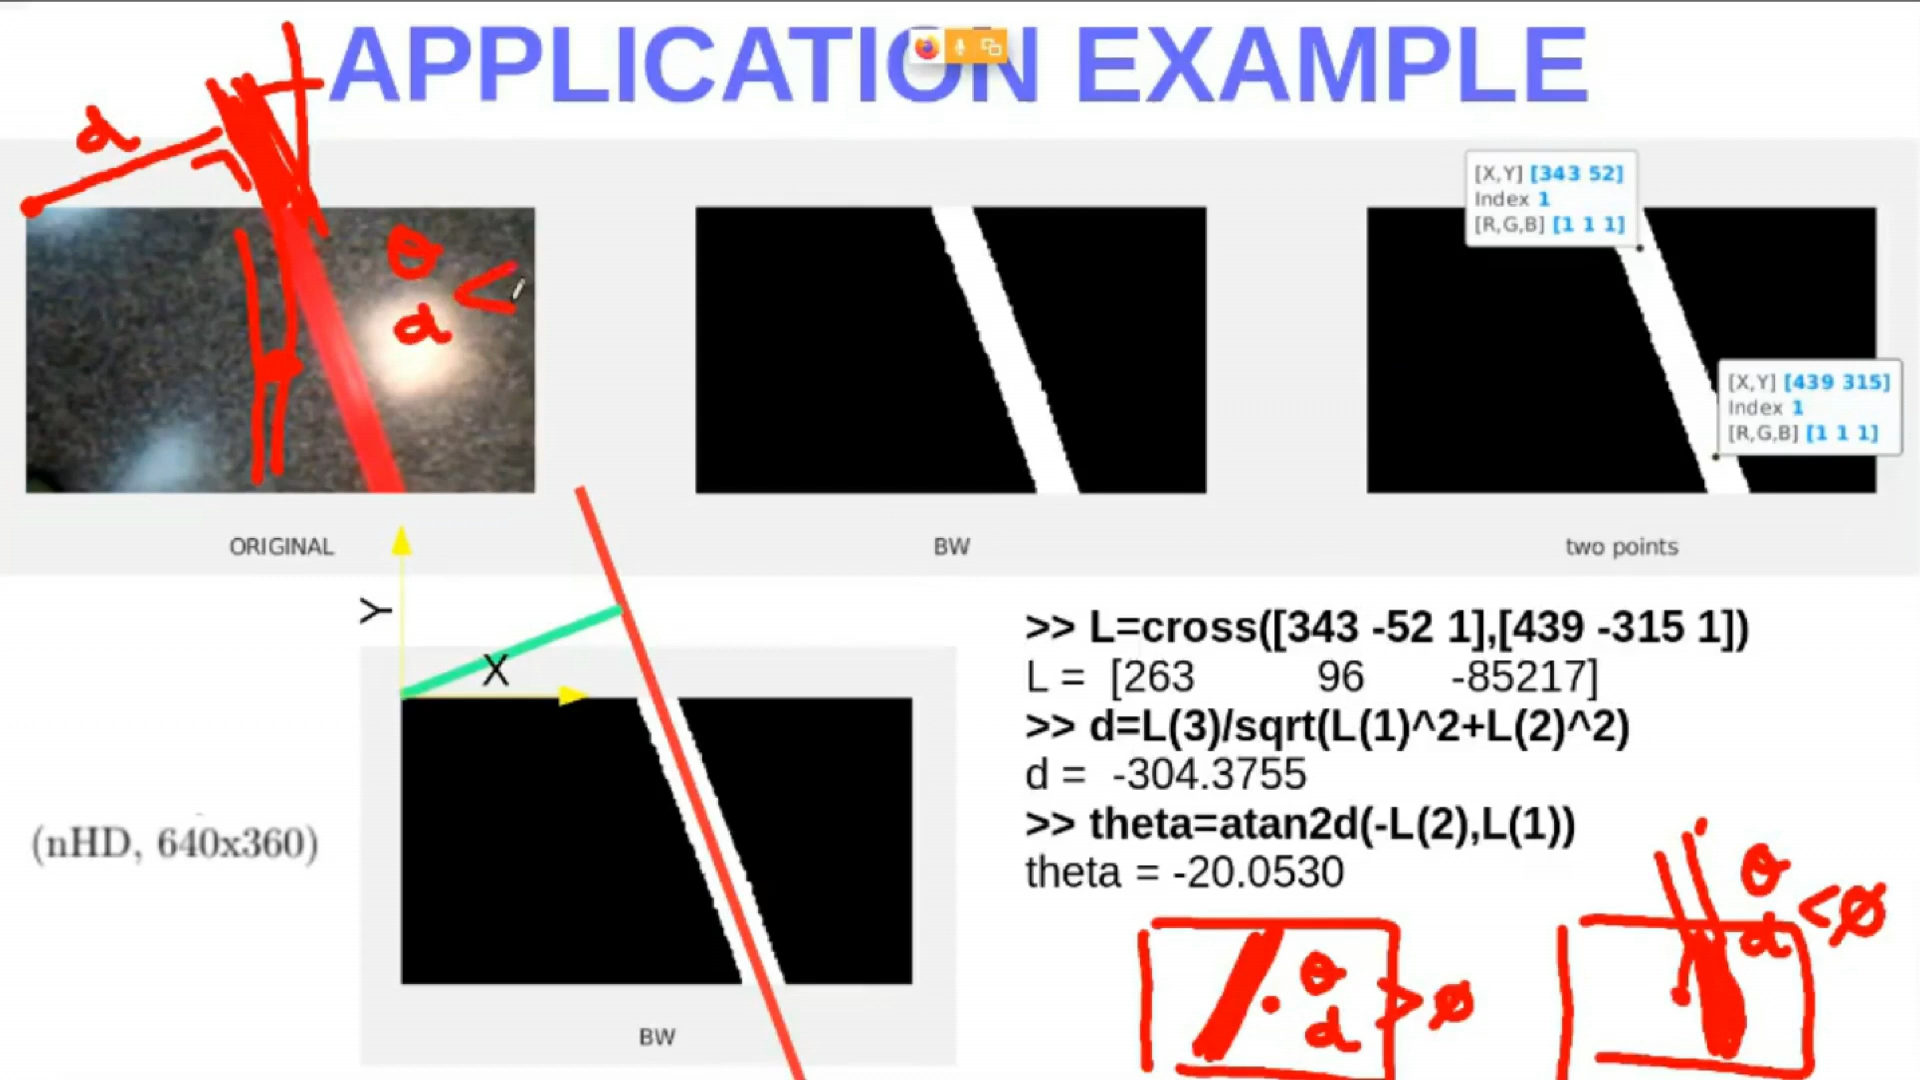 APPLICATION EXAMPLE
d
θ
d <
[X,Y] [343 52]
Index 1
[R,G,B] [1 1 1]
[X,Y] [439 315]
Index 1
[R,G,B] [1 1 1]
ORIGINAL
BW
two points
Y
X
(nHD, 640x360)
BW
>> L=cross([343 -52 1],[439 -315 1])
L = [263 96 -85217]
>> d=L(3)/sqrt(L(1)^2+L(2)^2)
d = -304.3755
>> theta=atan2d(-L(2),L(1))
theta = -20.0530
θ
d > ∅
θ
d < ∅